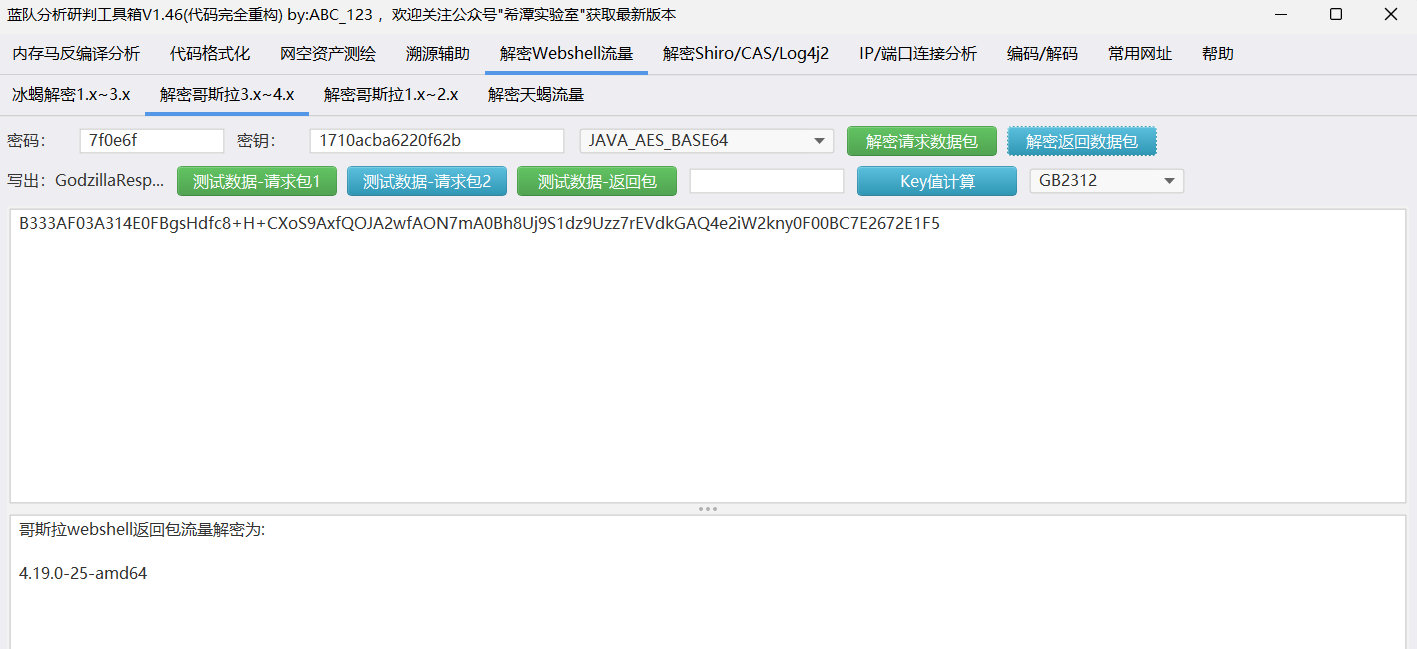 蓝队分析研判工具箱V1.46(代码完全重构) by:ABC_123 ，欢迎关注公众号"希潭实验室"获取最新版本
内存马反编译分析 代码格式化 网空资产测绘 溯源辅助 解密Webshell流量 解密Shiro/CAS/Log4j2 IP/端口连接分析 编码/解码 常用网址 帮助
冰蝎解密1.x~3.x 解密哥斯拉3.x~4.x 解密哥斯拉1.x~2.x 解密天蝎流量
密码： 7f0e6f 密钥： 1710acba6220f62b JAVA_AES_BASE64 解密请求数据包 解密返回数据包
写出：GodzillaResp... 测试数据-请求包1 测试数据-请求包2 测试数据-返回包 Key值计算 GB2312
B333AF03A314E0FBgsHdfc8+H+CXoS9AxfQOJA2wfAON7mA0Bh8Uj9S1dz9Uzz7rEVdkGAQ4e2iW2kny0F00BC7E2672E1F5
哥斯拉webshell返回包流量解密为:
4.19.0-25-amd64